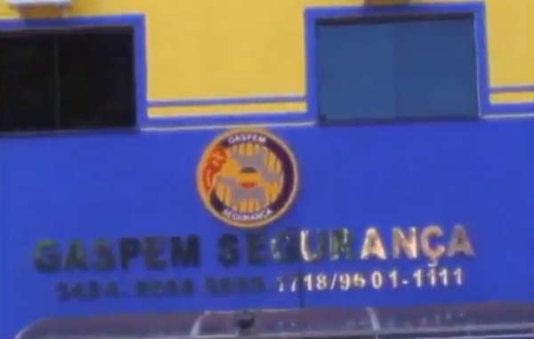 GASPEM
SEGURANÇA
GASPEM SEGURANÇA
1718/9601-1111